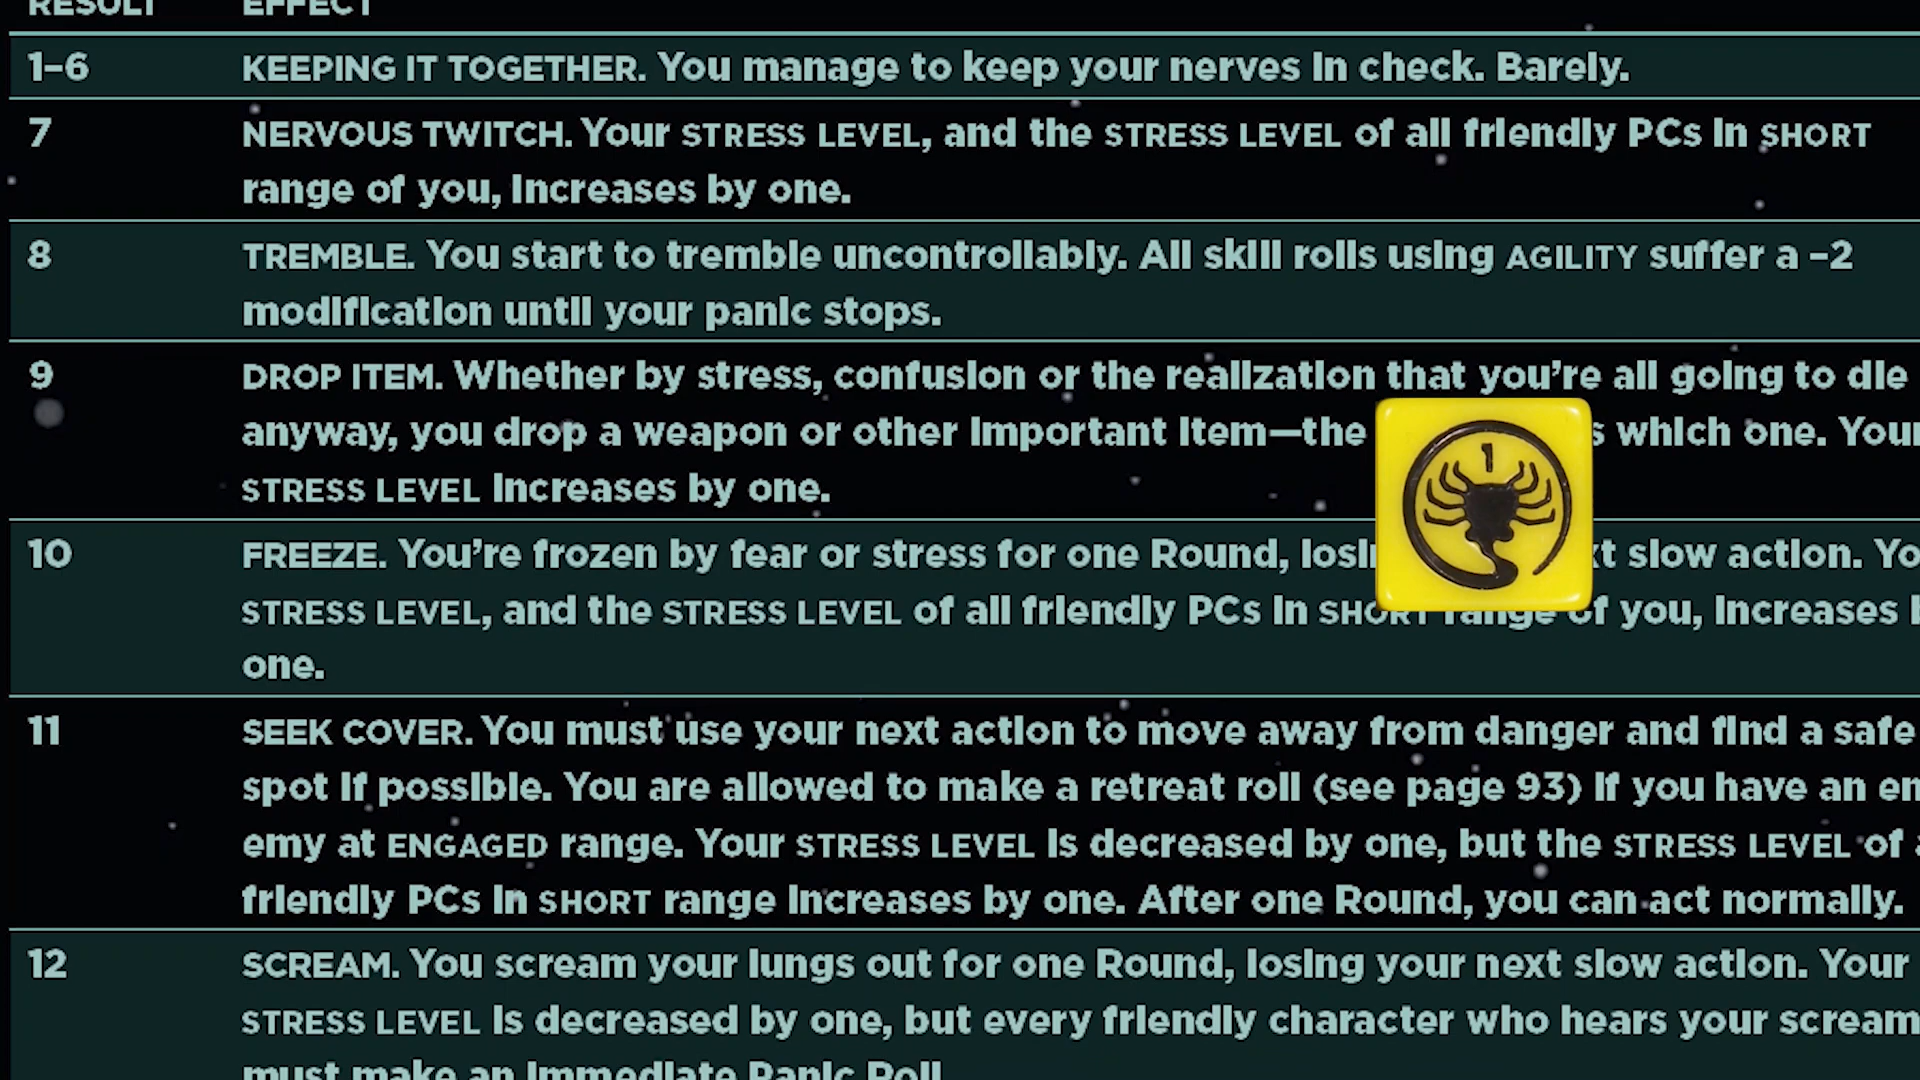 RESULT EFFECT
1–6 KEEPING IT TOGETHER. You manage to keep your nerves in check. Barely.
7 NERVOUS TWITCH. Your STRESS LEVEL, and the STRESS LEVEL of all friendly PCs in SHORT
range of you, increases by one.
8 TREMBLE. You start to tremble uncontrollably. All skill rolls using AGILITY suffer a –2
modification until your panic stops.
9 DROP ITEM. Whether by stress, confusion or the realization that you’re all going to die
anyway, you drop a weapon or other important item—the which one. Your
STRESS LEVEL increases by one.
1
10 FREEZE. You’re frozen by fear or stress for one Round, slow action.
STRESS LEVEL, and the STRESS LEVEL of all friendly PCs in SHORT range of you, increases
one.
11 SEEK COVER. You must use your next action to move away from danger and find a safe
spot if possible. You are allowed to make a retreat roll (see page 93) if you have an en
emy at ENGAGED range. Your STRESS LEVEL is decreased by one, but the STRESS LEVEL of
friendly PCs in SHORT range increases by one. After one Round, you can act normally.
12 SCREAM. You scream your lungs out for one Round, losing your next slow action. Your
STRESS LEVEL is decreased by one, but every friendly character who hears your scream
must make an immediate Panic Roll.